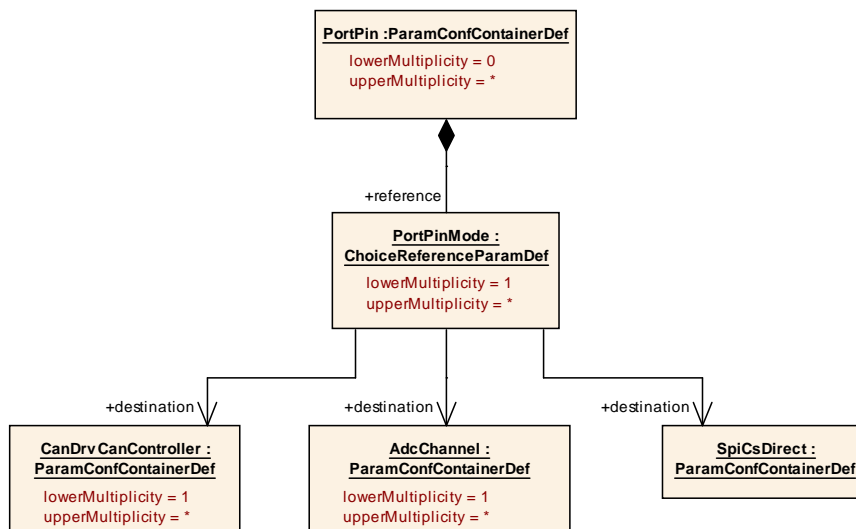 PortPin :ParamConfContainerDef
lowerMultiplicity = 0
upperMultiplicity = *
+reference
PortPinMode :
ChoiceReferenceParamDef
lowerMultiplicity = 1
upperMultiplicity = *
+destination
+destination
+destination
CanDrvCanController :
ParamConfContainerDef
lowerMultiplicity = 1
upperMultiplicity = *
AdcChannel :
ParamConfContainerDef
lowerMultiplicity = 1
upperMultiplicity = *
SpiCsDirect :
ParamConfContainerDef